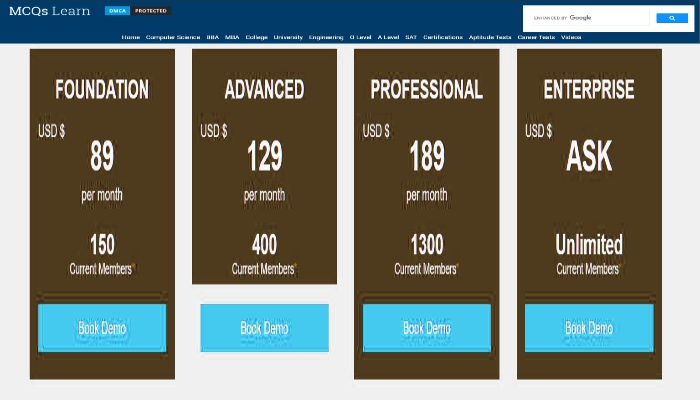 MCQs Learn DMCA PROTECTED
ENHANCED BY Google
Home Computer Science BBA MBA College University Engineering O Level A Level SAT Certifications Aptitude Tests Career Tests Videos
FOUNDATION
USD $
89
per month
150
Current Members*
Book Demo
ADVANCED
USD $
129
per month
400
Current Members*
Book Demo
PROFESSIONAL
USD $
189
per month
1300
Current Members*
Book Demo
ENTERPRISE
USD $
ASK
Unlimited
Current Members*
Book Demo